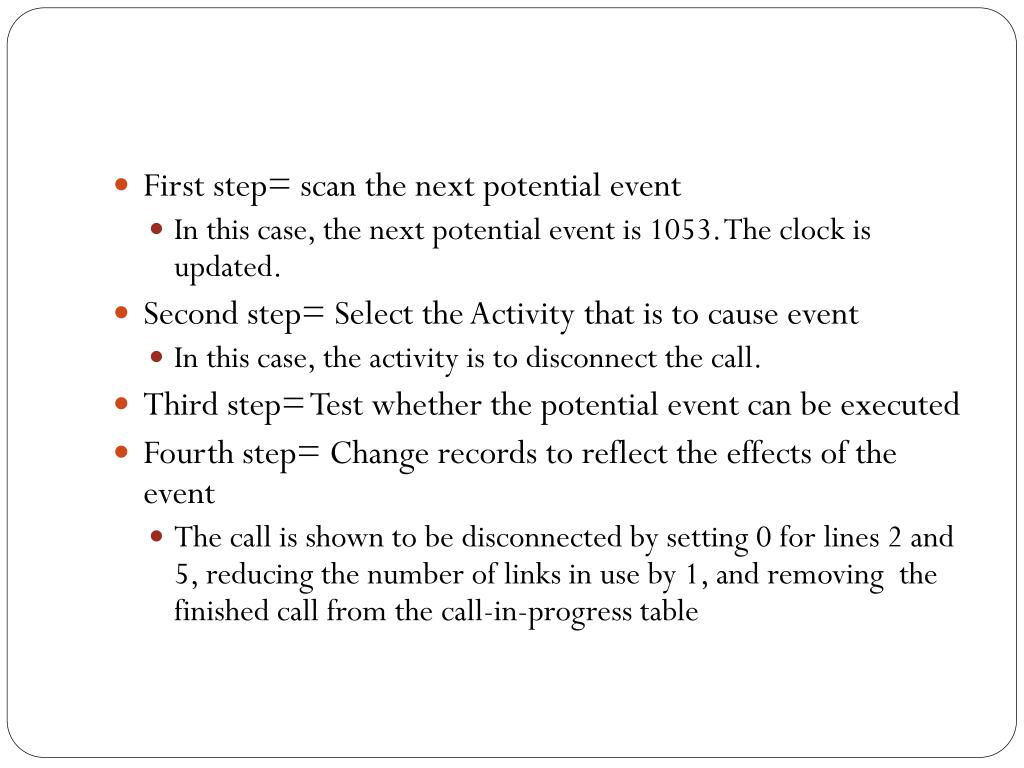 • First step= scan the next potential event
• In this case, the next potential event is 1053. The clock is
updated.
• Second step= Select the Activity that is to cause event
• In this case, the activity is to disconnect the call.
• Third step= Test whether the potential event can be executed
• Fourth step= Change records to reflect the effects of the
event
• The call is shown to be disconnected by setting 0 for lines 2 and
5, reducing the number of links in use by 1, and removing  the
finished call from the call-in-progress table